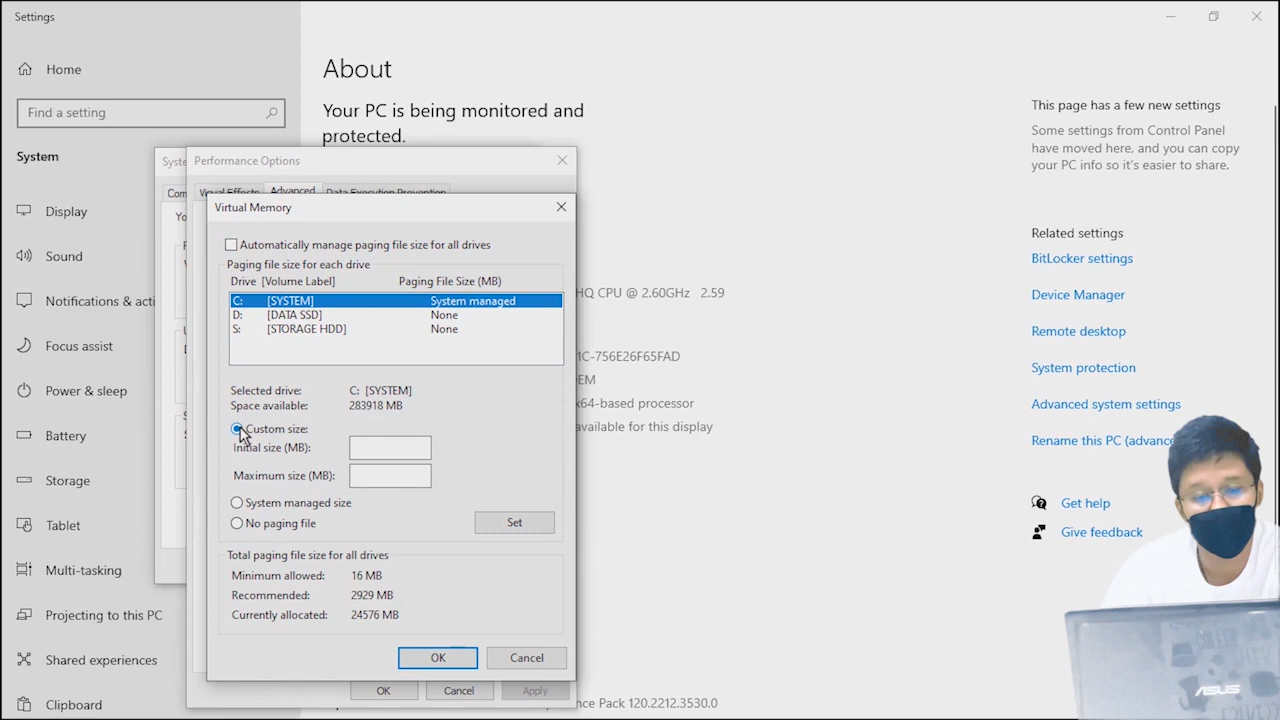 Settings
Home
Find a setting
System
Display
Sound
Notifications & acti
Focus assist
Power & sleep
Battery
Storage
Tablet
Multi-tasking
Projecting to this PC
Shared experiences
Clipboard
About
Your PC is being monitored and
protected.
Syste
Com
Yo
Performance Options
Visual Effects Advanced Data Execution Prevention
Virtual Memory
Automatically manage paging file size for all drives
Paging file size for each drive
Drive [Volume Label] Paging File Size (MB)
C: [SYSTEM] System managed
D: [DATA SSD] None
S: [STORAGE HDD] None
Selected drive: C: [SYSTEM]
Space available: 283918 MB
Custom size:
Initial size (MB):
Maximum size (MB):
System managed size
No paging file
Set
Total paging file size for all drives
Minimum allowed: 16 MB
Recommended: 2929 MB
Currently allocated: 24576 MB
OK Cancel
OK Cancel Apply
HQ CPU @ 2.60GHz 2.59
1C-756E26F65FAD
EM
x64-based processor
available for this display
nce Pack 120.2212.3530.0
This page has a few new settings
Some settings from Control Panel
have moved here, and you can copy
your PC info so it's easier to share.
Related settings
BitLocker settings
Device Manager
Remote desktop
System protection
Advanced system settings
Rename this PC (advance
Get help
Give feedback
ASUS